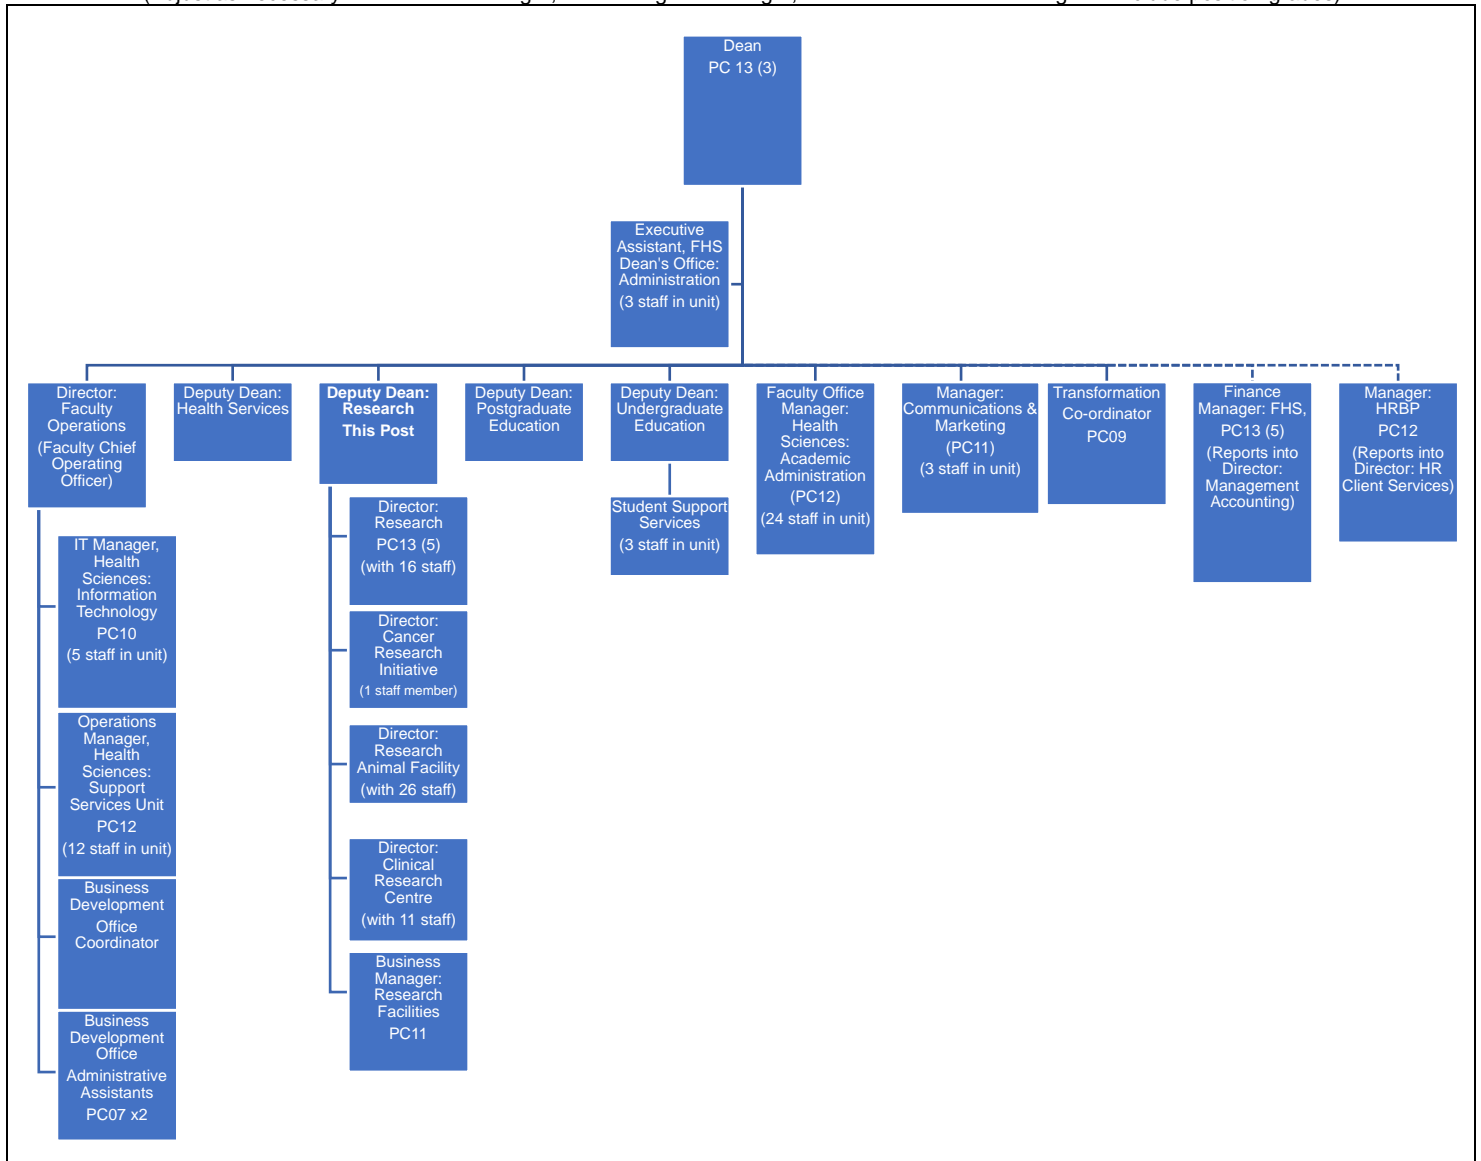 Dean
PC 13 (3)
Executive
Assistant, FHS
Dean's Office:
Administration
(3 staff in unit)
Director:
Faculty
Operations
(Faculty Chief
Operating
Officer)
Deputy Dean:
Health Services
Deputy Dean:
Research
This Post
Deputy Dean:
Postgraduate
Education
Deputy Dean:
Undergraduate
Education
Faculty Office
Manager:
Health
Sciences:
Academic
Administration
(PC12)
(24 staff in unit)
Manager:
Communications &
Marketing
(PC11)
(3 staff in unit)
Transformation
Co-ordinator
PC09
Finance
Manager: FHS,
PC13 (5)
(Reports into
Director:
Management
Accounting)
Manager:
HRBP
PC12
(Reports into
Director: HR
Client Services)
IT Manager,
Health
Sciences:
Information
Technology
PC10
(5 staff in unit)
Operations
Manager,
Health
Sciences:
Support
Services Unit
PC12
(12 staff in unit)
Business
Development
Office
Coordinator
Business
Development
Office
Administrative
Assistants
PC07 x2
Director:
Research
PC13 (5)
(with 16 staff)
Director:
Cancer
Research
Initiative
(1 staff member)
Director:
Research
Animal Facility
(with 26 staff)
Director:
Clinical
Research
Centre
(with 11 staff)
Business
Manager:
Research
Facilities
PC11
Student Support
Services
(3 staff in unit)